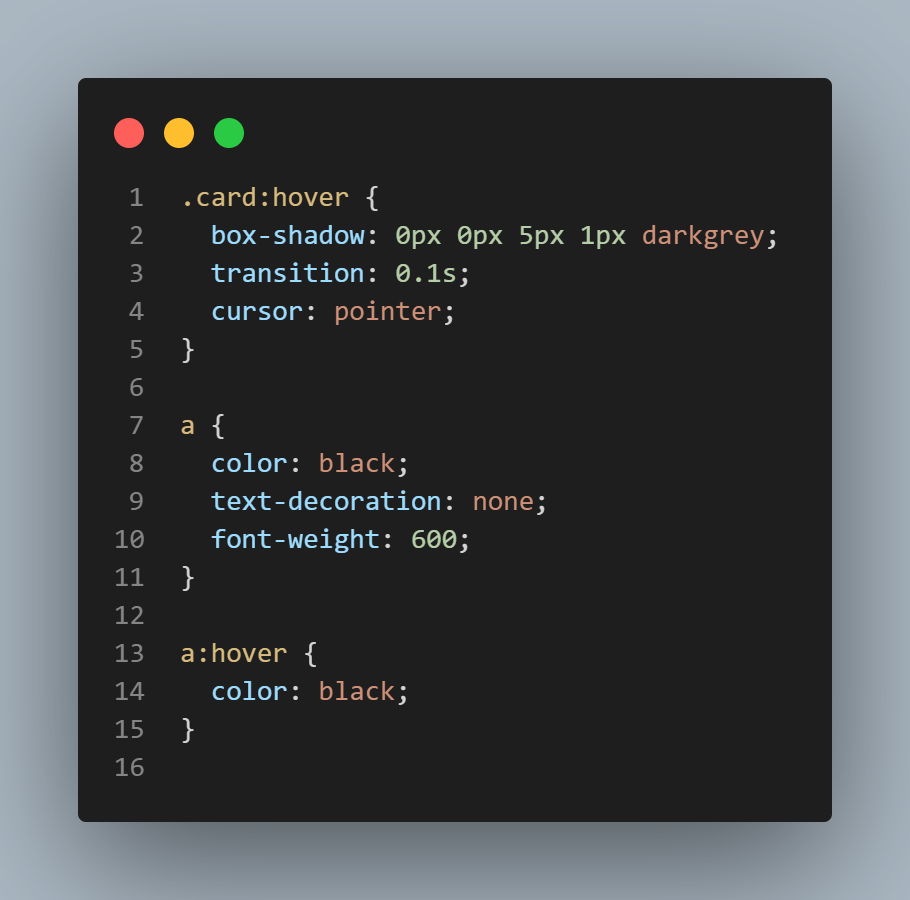 1 .card:hover {
2   box-shadow: 0px 0px 5px 1px darkgrey;
3   transition: 0.1s;
4   cursor: pointer;
5 }
6
7 a {
8   color: black;
9   text-decoration: none;
10   font-weight: 600;
11 }
12
13 a:hover {
14   color: black;
15 }
16